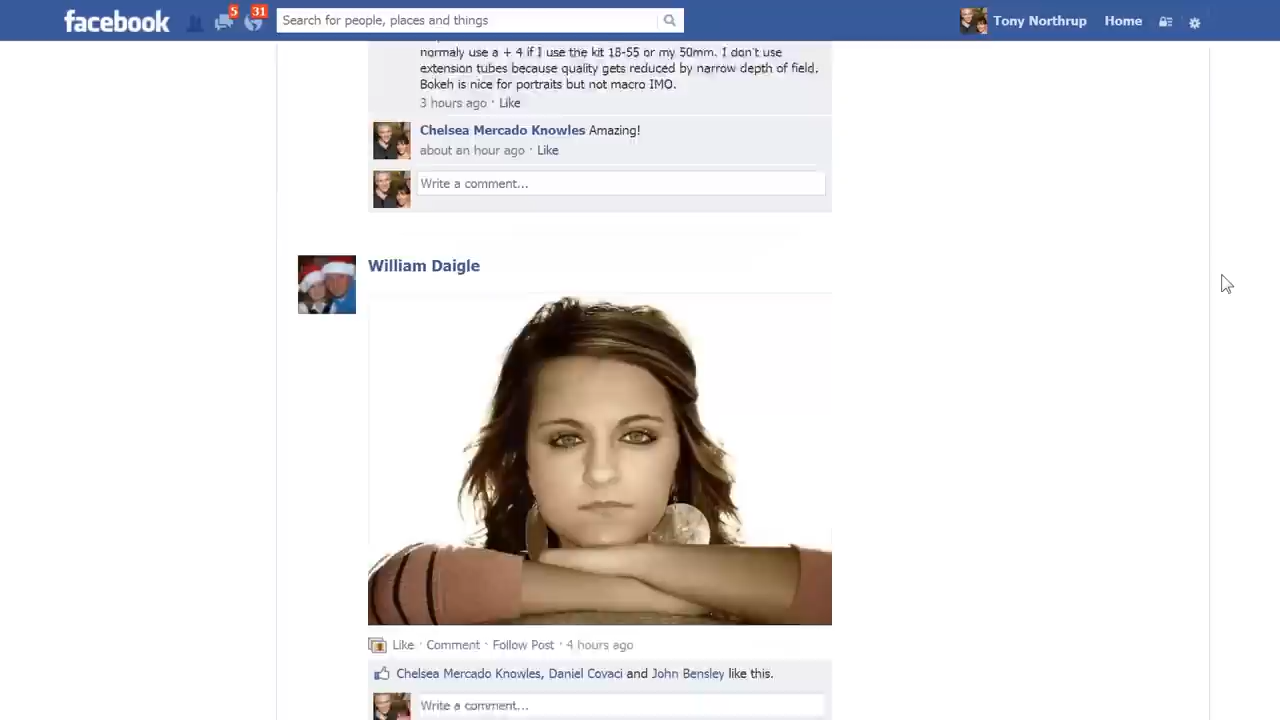 facebook
5
31
Search for people, places and things
Tony Northrup
Home
normaly use a + 4 if I use the kit 18-55 or my 50mm. I don't use
extension tubes because quality gets reduced by narrow depth of field.
Bokeh is nice for portraits but not macro IMO.
3 hours ago · Like
Chelsea Mercado Knowles Amazing!
about an hour ago · Like
Write a comment...
William Daigle
Like · Comment · Follow Post · 4 hours ago
Chelsea Mercado Knowles, Daniel Covaci and John Bensley like this.
Write a comment...